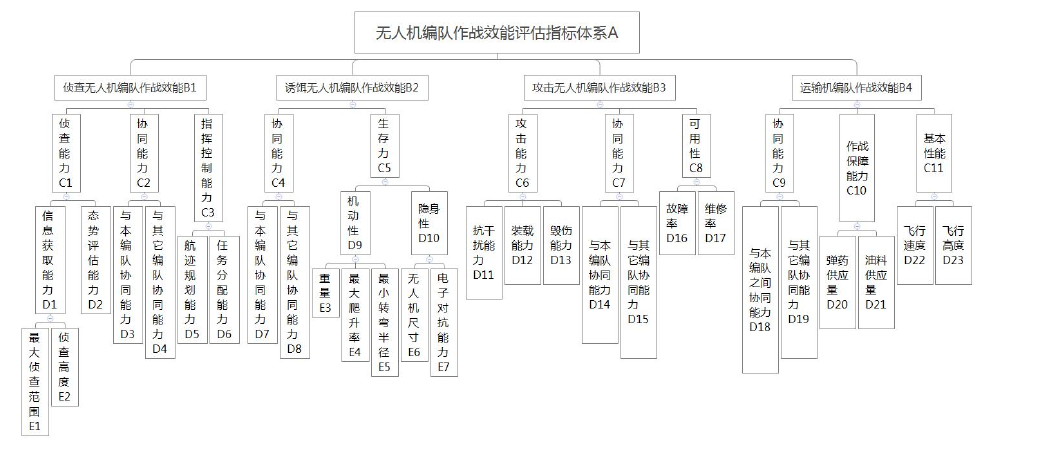 无人机编队作战效能评估指标体系A
侦查无人机编队作战效能B1
诱饵无人机编队作战效能B2
攻击无人机编队作战效能B3
运输机编队作战效能B4
侦查能力C1
协同能力C2
指挥控制能力C3
协同能力C4
生存力C5
攻击能力C6
协同能力C7
可用性C8
协同能力C9
作战保障能力C10
基本性能C11
信息获取能力D1
态势评估能力D2
与本编队协同能力D3
与其它编队协同能力D4
航迹规划能力D5
任务分配能力D6
与本编队协同能力D7
与其它编队协同能力D8
机动性D9
隐身性D10
抗干扰能力D11
装载能力D12
毁伤能力D13
与本编队协同能力D14
与其它编队协同能力D15
故障率D16
维修率D17
与本编队之间协同能力D18
与其它编队协同能力D19
弹药供应量D20
油料供应量D21
飞行速度D22
飞行高度D23
最大侦查范围E1
侦查高度E2
重量E3
最大爬升率E4
最小转弯半径E5
无人机尺寸E6
电子对抗能力E7